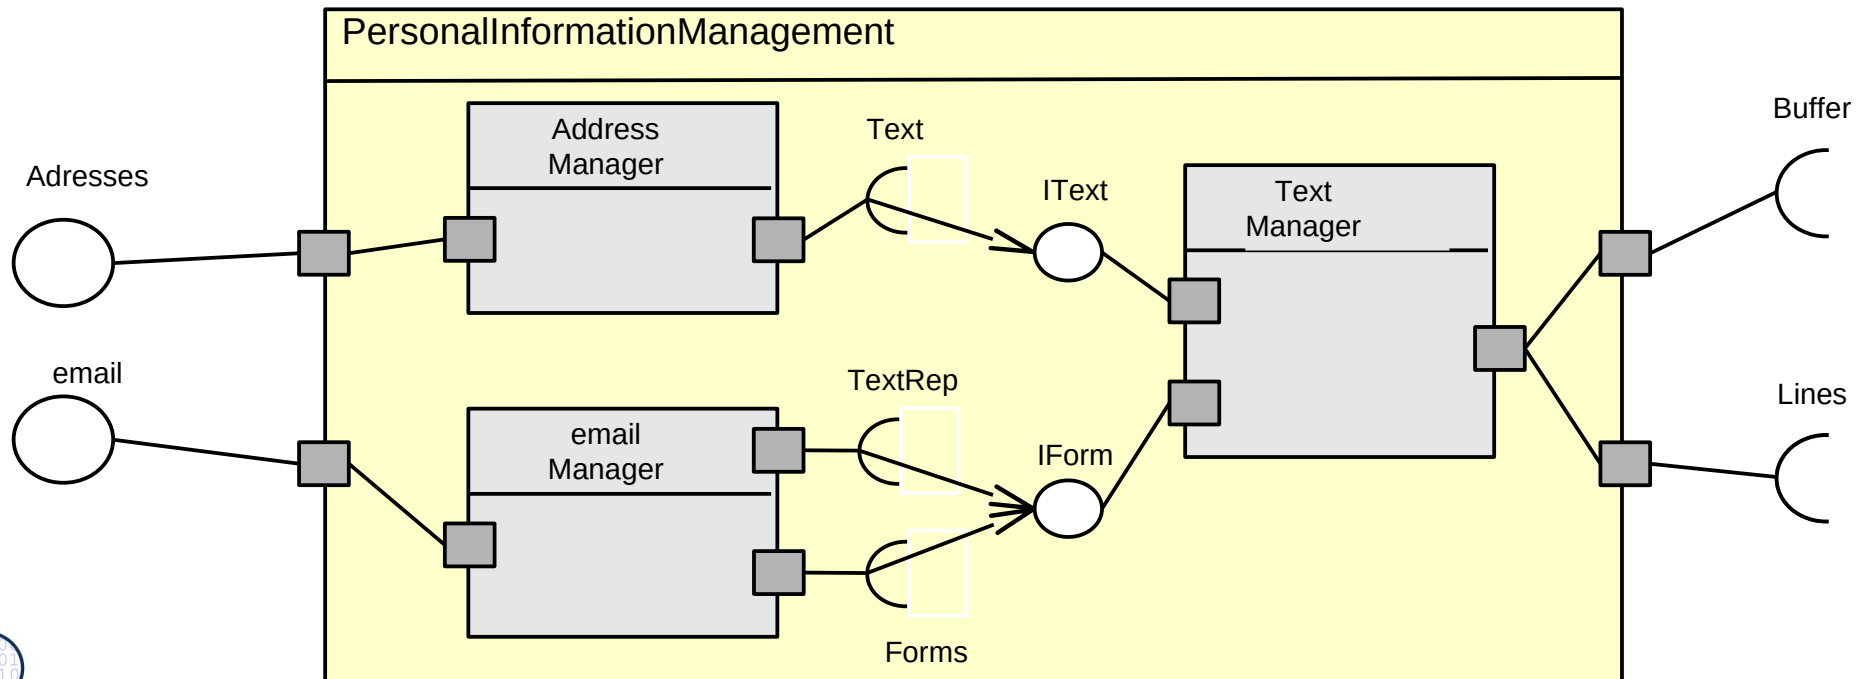 PersonalInformationManagement
Address
Manager
Text
Buffer
Adresses
IText
Text
Manager
email
TextRep
Lines
email
Manager
IForm
Forms